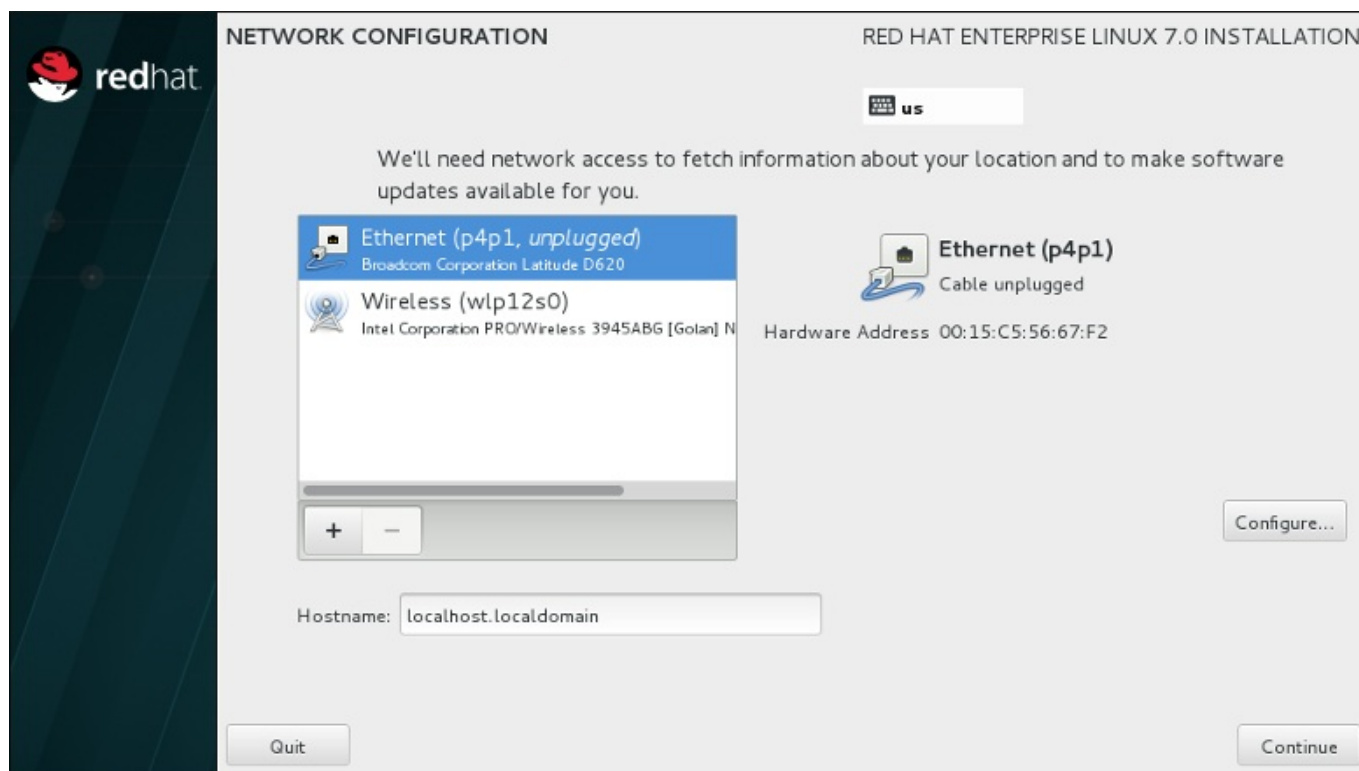 redhat.
NETWORK CONFIGURATION
RED HAT ENTERPRISE LINUX 7.0 INSTALLATION
us
We'll need network access to fetch information about your location and to make software
updates available for you.
Ethernet (p4p1, unplugged)
Broadcom Corporation Latitude D620
Wireless (wlp12s0)
Intel Corporation PRO/Wireless 3945ABG [Golan] N
+ −
Ethernet (p4p1)
Cable unplugged
Hardware Address 00:15:C5:56:67:F2
Configure...
Hostname: localhost.localdomain
Quit
Continue